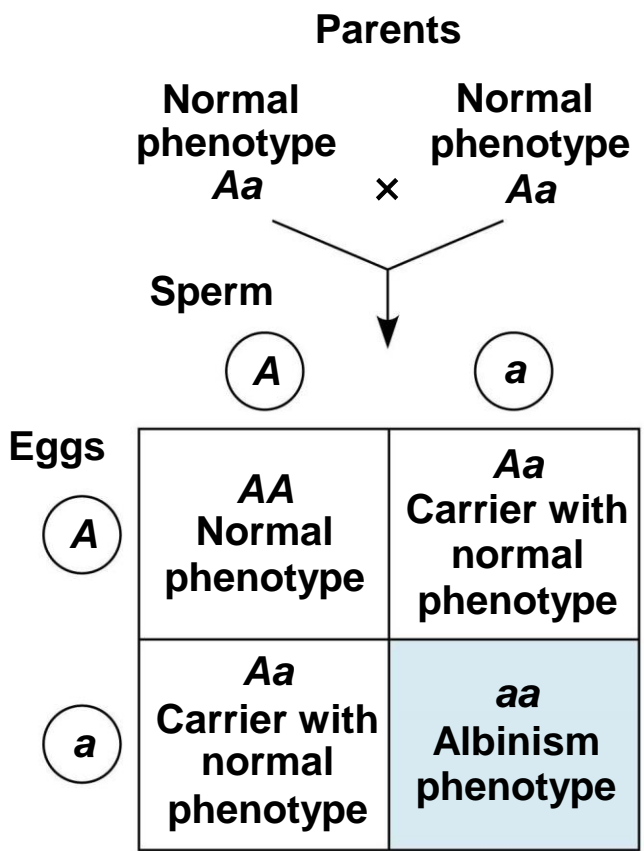 Parents
Normal phenotype
Aa
×
Normal phenotype
Aa
Sperm
A
a
Eggs
A
AA
Normal
phenotype
Aa
Carrier with
normal
phenotype
a
Aa
Carrier with
normal
phenotype
aa
Albinism
phenotype